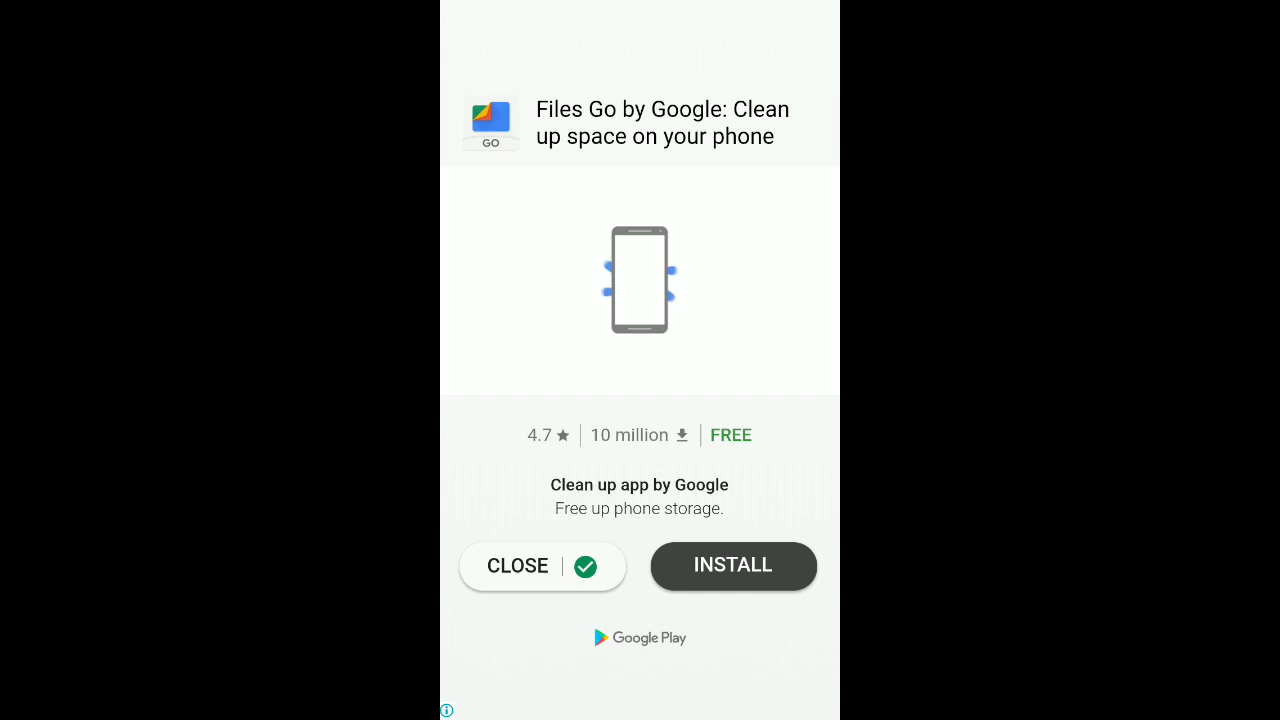 Files Go by Google: Clean
up space on your phone
GO
4.7 ★ | 10 million | FREE
Clean up app by Google
Free up phone storage.
CLOSE
INSTALL
Google Play